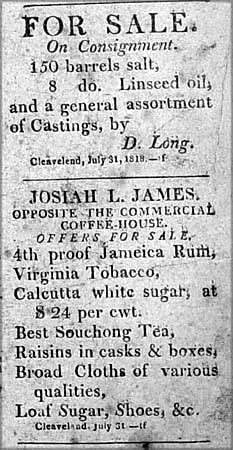 FOR SALE.
On Consignment.
150 barrels salt,
8 do. Linseed oil,
and a general assortment
of Castings, by
D. Long.
Cleavelend, July 31, 1818.—tf
JOSIAH L. JAMES.
OPPOSITE THE COMMERCIAL
COFFEE-HOUSE.
OFFERS FOR SALE.
4th proof Jameica Rum,
Virginia Tobacco,
Calcutta white sugar, at
$ 24 per cwt.
Best Souchong Tea,
Raisins in casks & boxes,
Broad Cloths of various
qualities,
Loaf Sugar, Shoes, &c.
Cleaveland, July 31 —tf